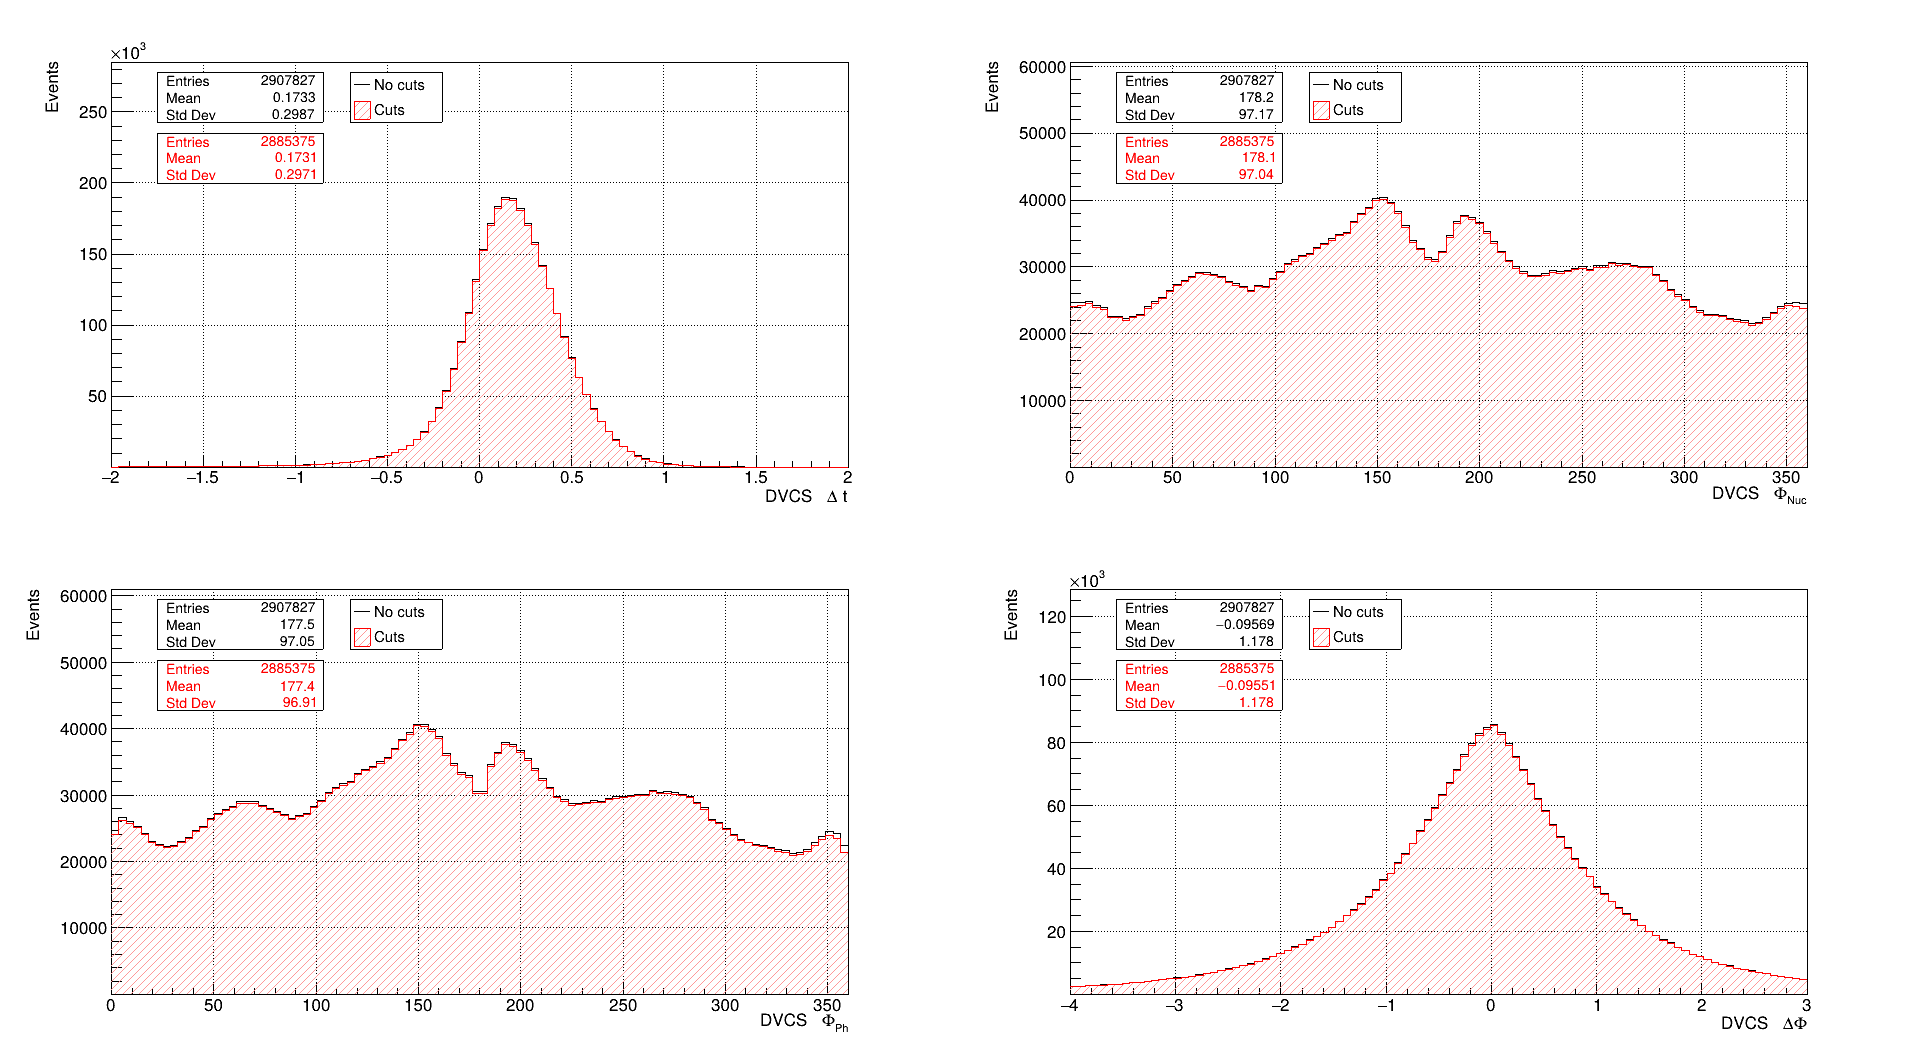 ×10³
Events
Entries 2907827
Mean 0.1733
Std Dev 0.2987
Entries 2885375
Mean 0.1731
Std Dev 0.2971
No cuts
Cuts
250
200
150
100
50
−2 −1.5 −1 −0.5 0 0.5 1 1.5 2
DVCS Δ t
Events
Entries 2907827
Mean 178.2
Std Dev 97.17
Entries 2885375
Mean 178.1
Std Dev 97.04
No cuts
Cuts
60000
50000
40000
30000
20000
10000
0 50 100 150 200 250 300 350
DVCS Φ_Nuc
Events
Entries 2907827
Mean 177.5
Std Dev 97.05
Entries 2885375
Mean 177.4
Std Dev 96.91
No cuts
Cuts
60000
50000
40000
30000
20000
10000
0 50 100 150 200 250 300 350
DVCS Φ_Ph
×10³
Events
Entries 2907827
Mean −0.09569
Std Dev 1.178
Entries 2885375
Mean −0.09551
Std Dev 1.178
No cuts
Cuts
120
100
80
60
40
20
−4 −3 −2 −1 0 1 2 3
DVCS ΔΦ